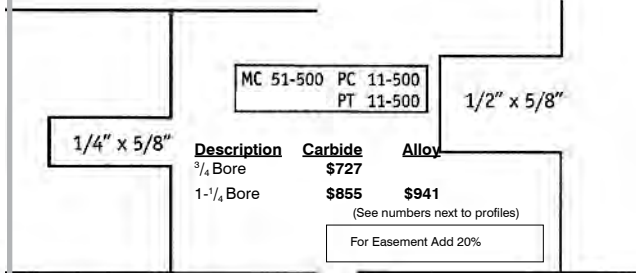 MC 51-500 PC 11-500
PT 11-500
1/2" x 5/8"
1/4" x 5/8"
Description Carbide Alloy
3/4 Bore $727
1-1/4 Bore $855 $941
(See numbers next to profiles)
For Easement Add 20%